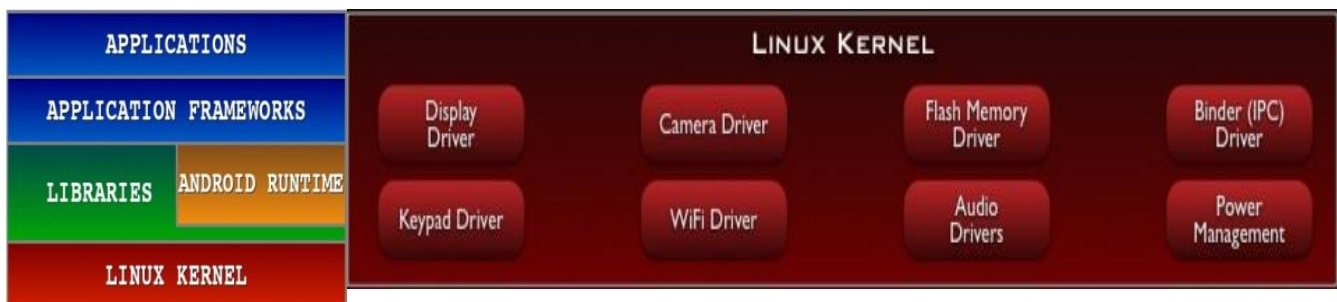 APPLICATIONS
APPLICATION FRAMEWORKS
LIBRARIES
ANDROID RUNTIME
LINUX KERNEL
LINUX KERNEL
Display
Driver
Camera Driver
Flash Memory
Driver
Binder (IPC)
Driver
Keypad Driver
WiFi Driver
Audio
Drivers
Power
Management